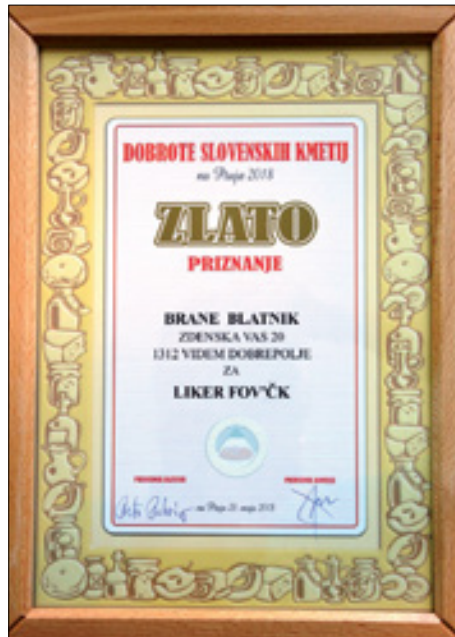 DOBROTE SLOVENSKIH KMETIJ
na Ptuju 2018
ZLATO
PRIZNANJE
BRANE BLATNIK
ZDENSKA VAS 20
1312 VIDEM DOBREPOLJE
ZA
LIKER FOV'ČK
na Ptuju maja 2018